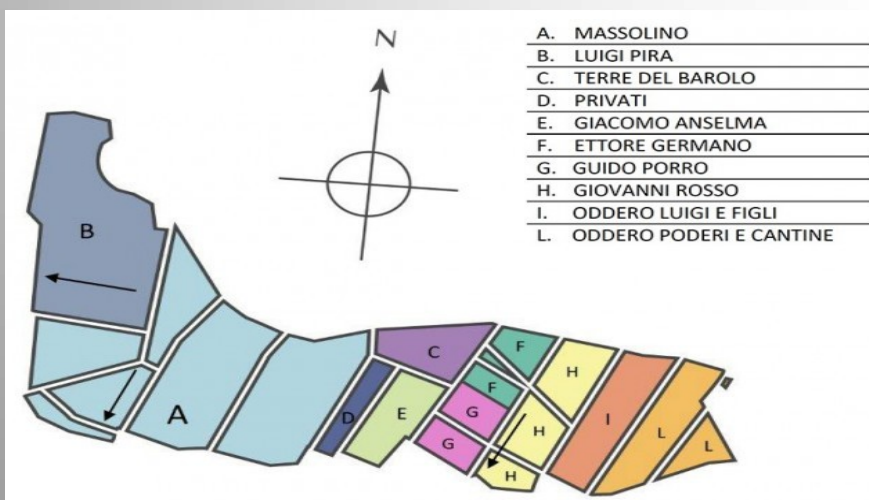 N
A. MASSOLINO
B. LUIGI PIRA
C. TERRE DEL BAROLO
D. PRIVATI
E. GIACOMO ANSELMA
F. ETTORE GERMANO
G. GUIDO PORRO
H. GIOVANNI ROSSO
I. ODDERO LUIGI E FIGLI
L. ODDERO PODERI E CANTINE
B
A
D
E
C
F
F
G
G
H
H
H
I
L
L